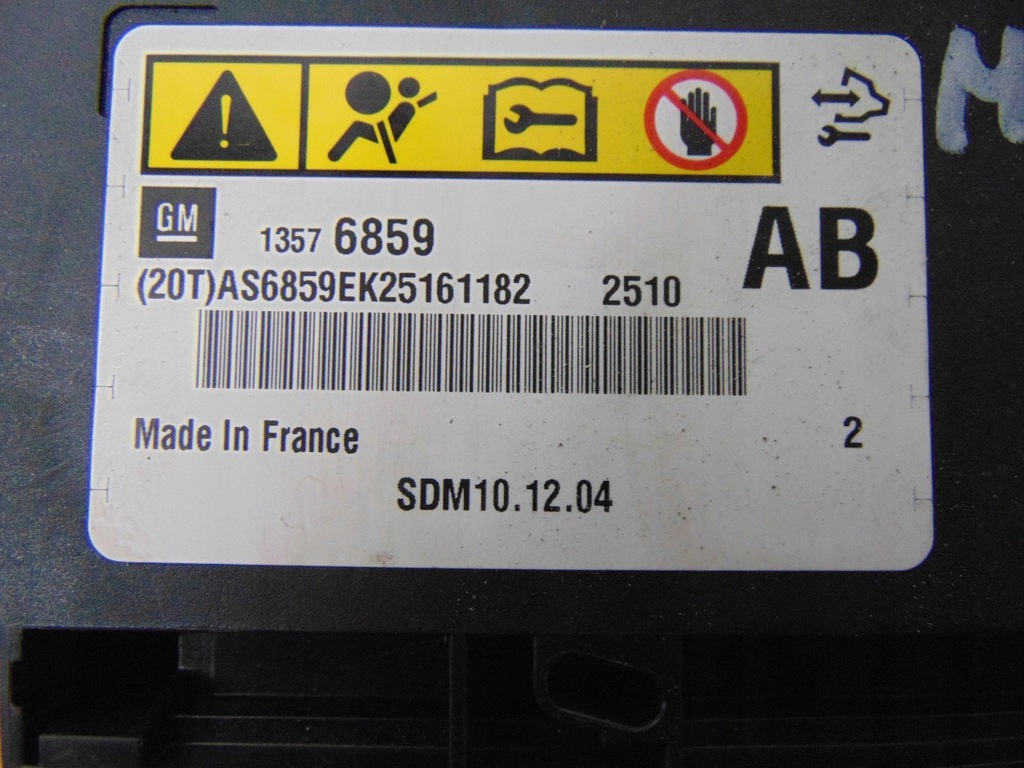 GM 1357 6859 AB
(20T)AS6859EK25161182 2510
Made In France 2
SDM10.12.04